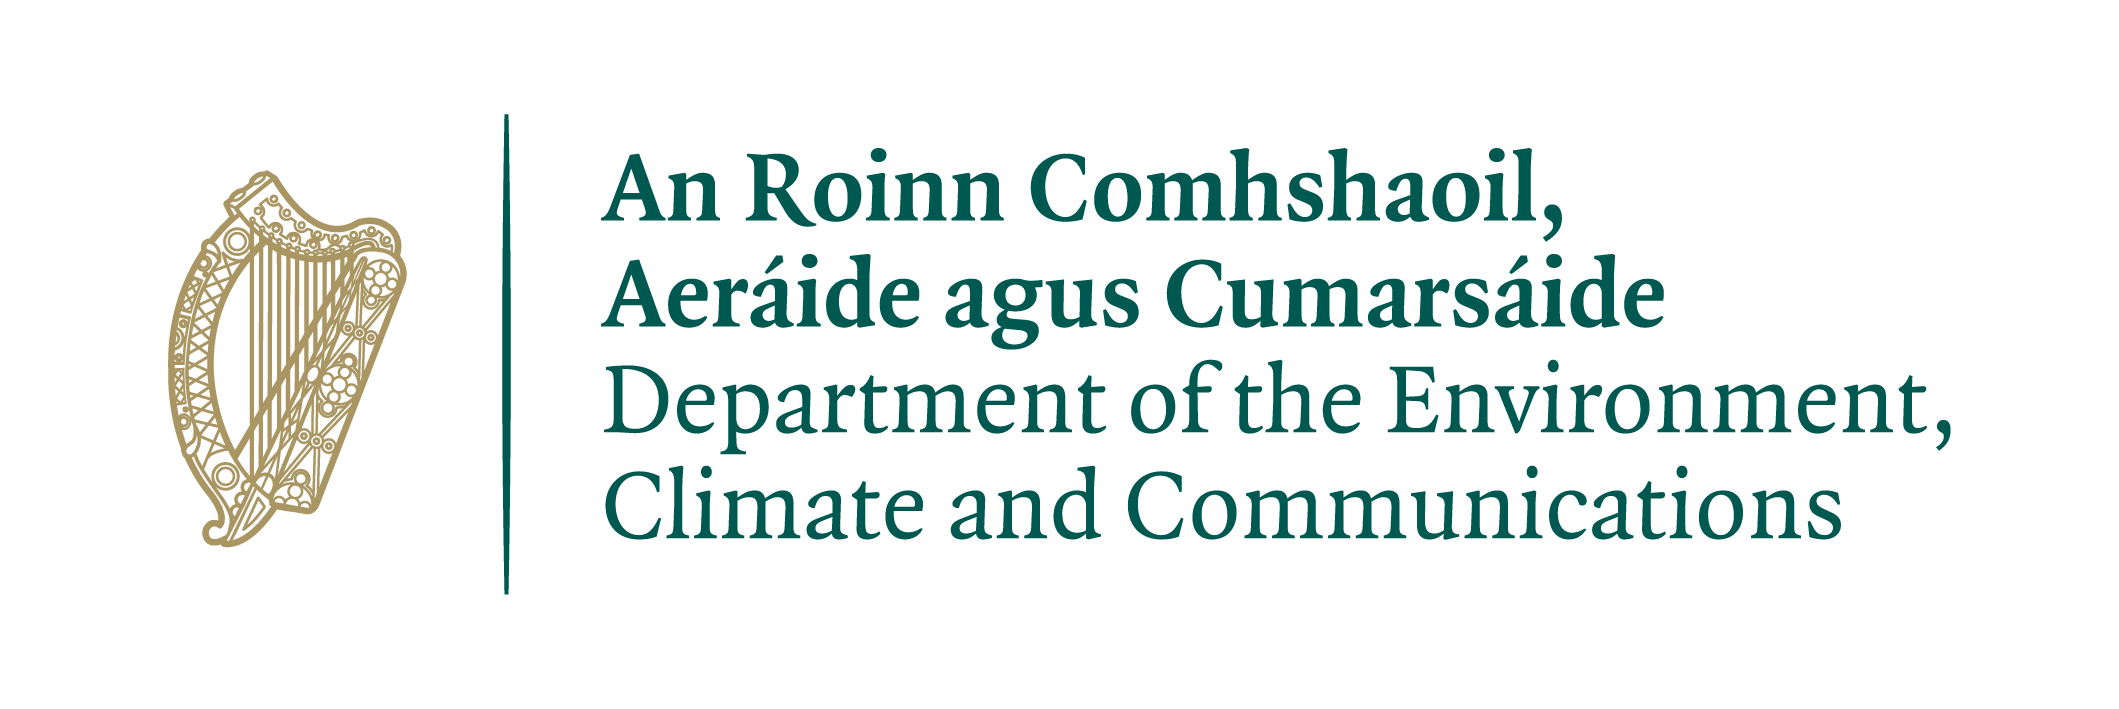 An Roinn Comhshaoil,
Aeráide agus Cumarsáide
Department of the Environment,
Climate and Communications